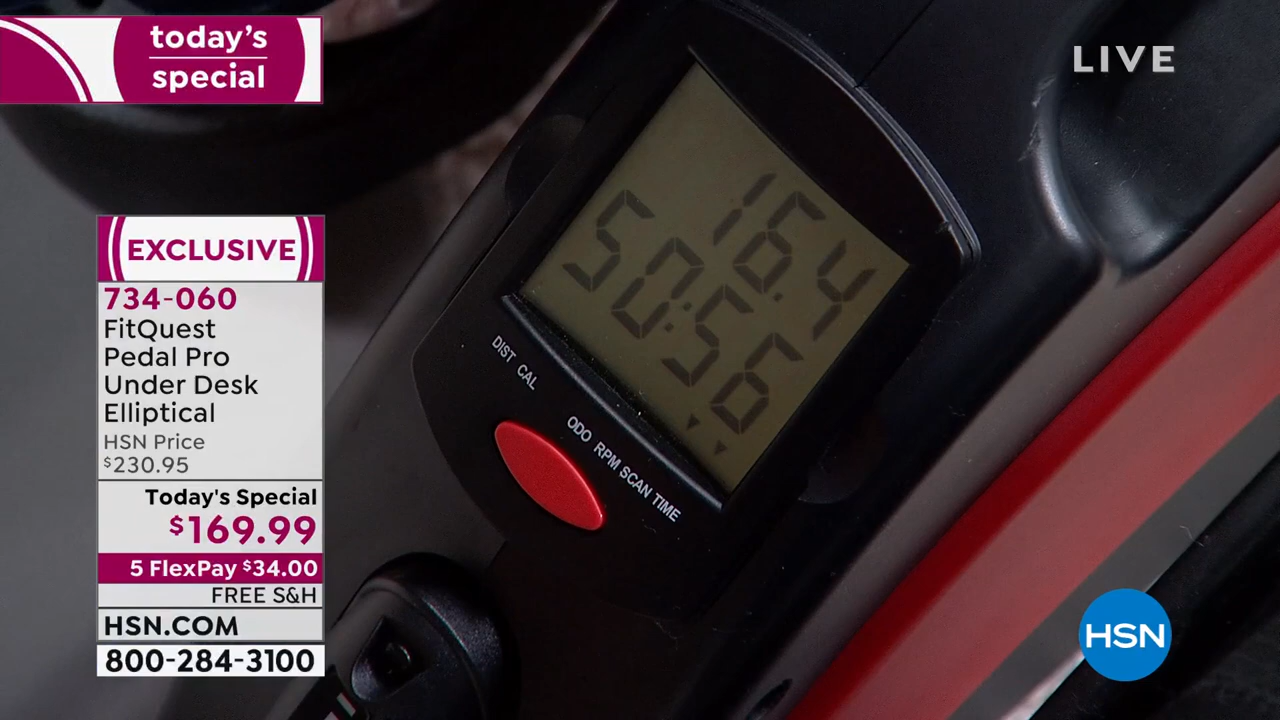 today's
special
LIVE
EXCLUSIVE
734-060
FitQuest
Pedal Pro
Under Desk
Elliptical
HSN Price
$230.95
Today's Special
$169.99
5 FlexPay $34.00
FREE S&H
HSN.COM
800-284-3100
16.4
50:56
DIST CAL
ODO RPM SCAN TIME
HSN